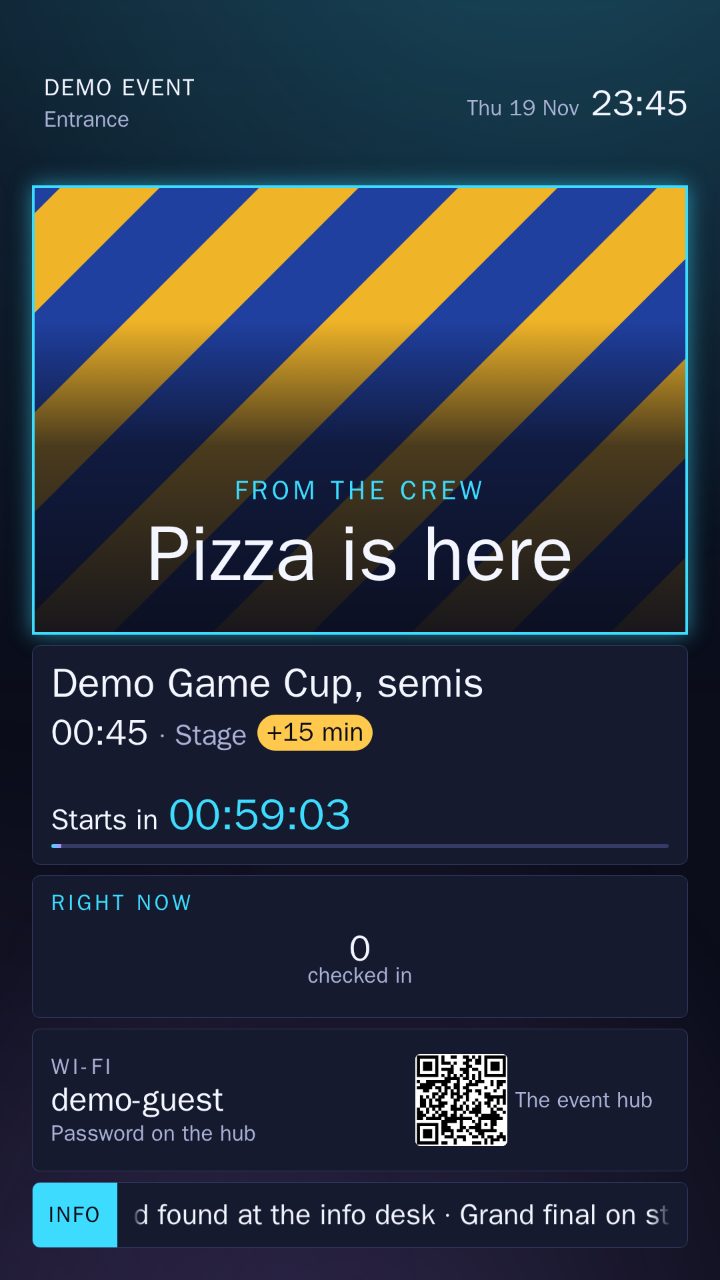 DEMO EVENT
Entrance
Thu 19 Nov 23:45
FROM THE CREW
Pizza is here
Demo Game Cup, semis
00:45 · Stage +15 min
Starts in 00:59:03
RIGHT NOW
0
checked in
WI-FI
demo-guest
Password on the hub
The event hub
INFO
found at the info desk · Grand final on